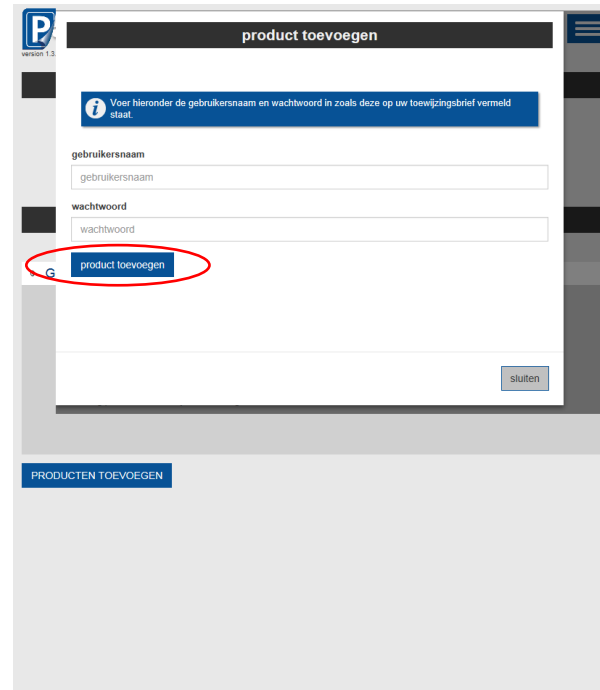 P
version 1.3.
product toevoegen
Voer hieronder de gebruikersnaam en wachtwoord in zoals deze op uw toewijzingsbrief vermeld
staat.
gebruikersnaam
gebruikersnaam
wachtwoord
wachtwoord
G
product toevoegen
sluiten
PRODUCTEN TOEVOEGEN